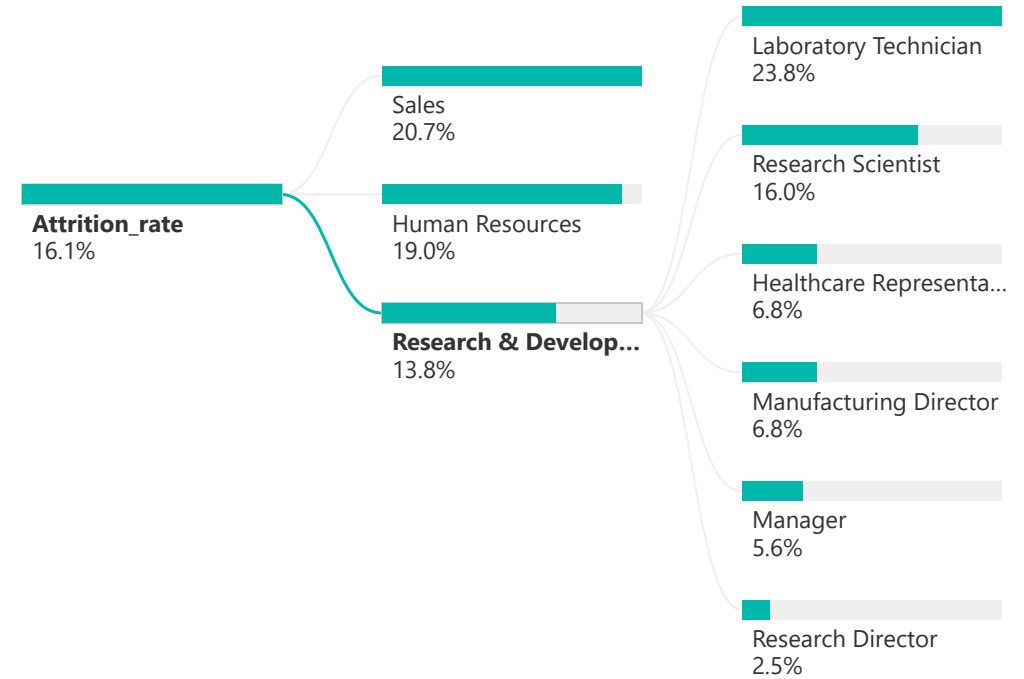 Attrition_rate
16.1%
Sales
20.7%
Human Resources
19.0%
Research & Develop...
13.8%
Laboratory Technician
23.8%
Research Scientist
16.0%
Healthcare Representa...
6.8%
Manufacturing Director
6.8%
Manager
5.6%
Research Director
2.5%